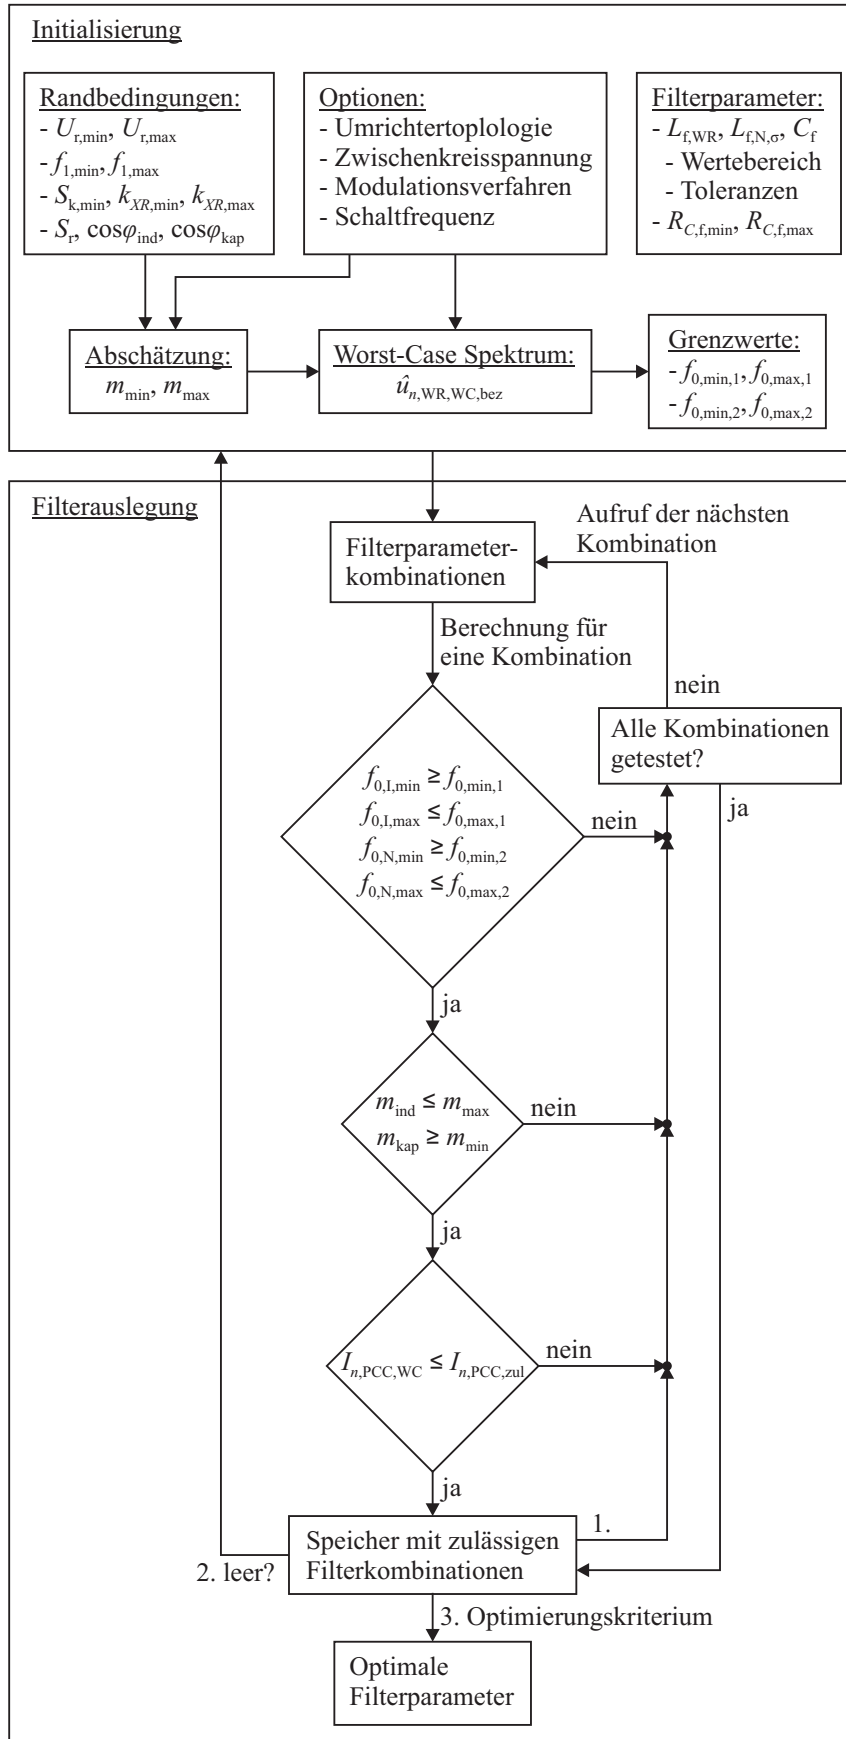 Initialisierung
Randbedingungen:
- U_r,min, U_r,max
- f_1,min, f_1,max
- S_k,min, k_XR,min, k_XR,max
- S_r, cosφ_ind, cosφ_kap
Optionen:
- Umrichtertoplologie
- Zwischenkreisspannung
- Modulationsverfahren
- Schaltfrequenz
Filterparameter:
- L_f,WR, L_f,N,σ, C_f
- Wertebereich
- Toleranzen
- R_C,f,min, R_C,f,max
Abschätzung:
m_min, m_max
Worst-Case Spektrum:
û_n,WR,WC,bez
Grenzwerte:
- f_0,min,1, f_0,max,1
- f_0,min,2, f_0,max,2
Filterauslegung
Aufruf der nächsten
Kombination
Filterparameter-
kombinationen
Berechnung für
eine Kombination
nein
Alle Kombinationen
getestet?
ja
f_0,I,min ≥ f_0,min,1
f_0,I,max ≤ f_0,max,1
f_0,N,min ≥ f_0,min,2
f_0,N,max ≤ f_0,max,2
nein
ja
m_ind ≤ m_max
m_kap ≥ m_min
nein
ja
I_n,PCC,WC ≤ I_n,PCC,zul
nein
ja
Speicher mit zulässigen
Filterkombinationen
1.
2. leer?
3. Optimierungskriterium
Optimale
Filterparameter